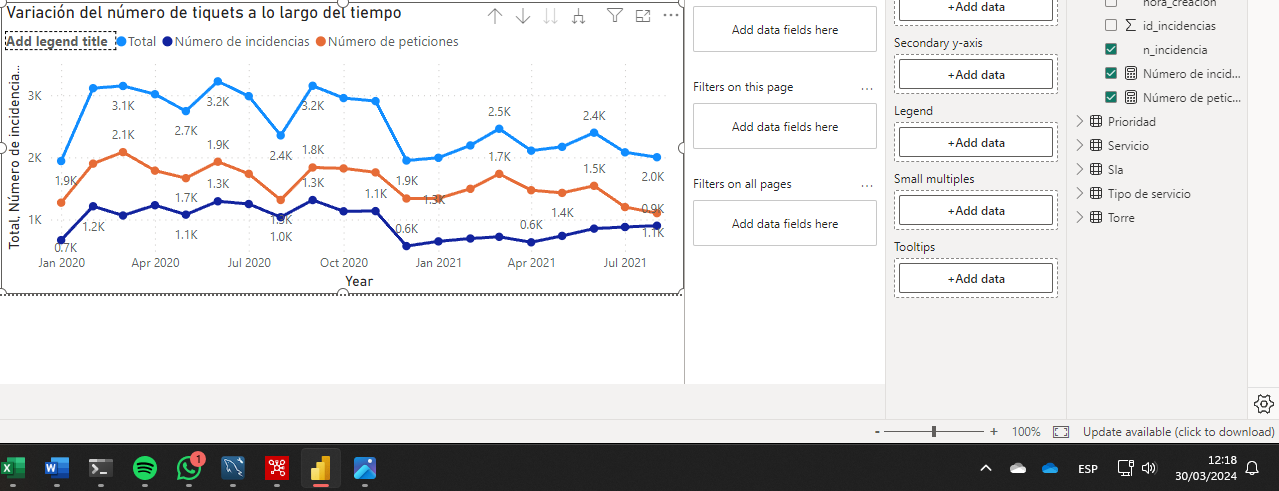 Variación del número de tiquets a lo largo del tiempo
Add legend title Total Número de incidencias Número de peticiones
Total, Número de incidencia...
3K
2K
1K
1.9K
3.1K
2.1K
2.7K
3.2K
1.9K
2.4K
3.2K
1.8K
1.9K
2.5K
1.7K
2.4K
1.5K
2.0K
0.7K
1.2K
1.7K
1.1K
1.3K
1.0K
1.3K
1.1K
0.6K
1.3K
0.6K
1.4K
0.9K
1.1K
Jan 2020
Apr 2020
Jul 2020
Oct 2020
Jan 2021
Apr 2021
Jul 2021
Year
Add data fields here
Filters on this page ...
Add data fields here
Filters on all pages ...
Add data fields here
+Add data
Secondary y-axis
+Add data
Legend
+Add data
Small multiples
+Add data
Tooltips
+Add data
hora_creacion
id_incidencias
n_incidencia
Número de incid...
Número de petic...
Prioridad
Servicio
Sla
Tipo de servicio
Torre
- + 100%
Update available (click to download)
1
ESP
12:18
30/03/2024